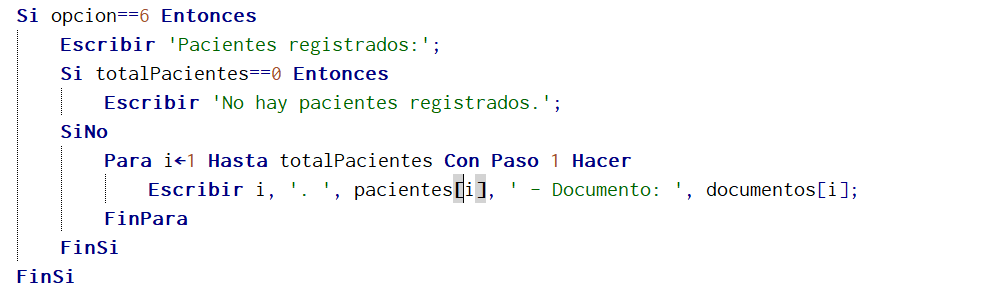 Si opcion==6 Entonces
Escribir 'Pacientes registrados:';
Si totalPacientes==0 Entonces
Escribir 'No hay pacientes registrados.';
SiNo
Para i←1 Hasta totalPacientes Con Paso 1 Hacer
Escribir i, '. ', pacientes[i], ' - Documento: ', documentos[i];
FinPara
FinSi
FinSi